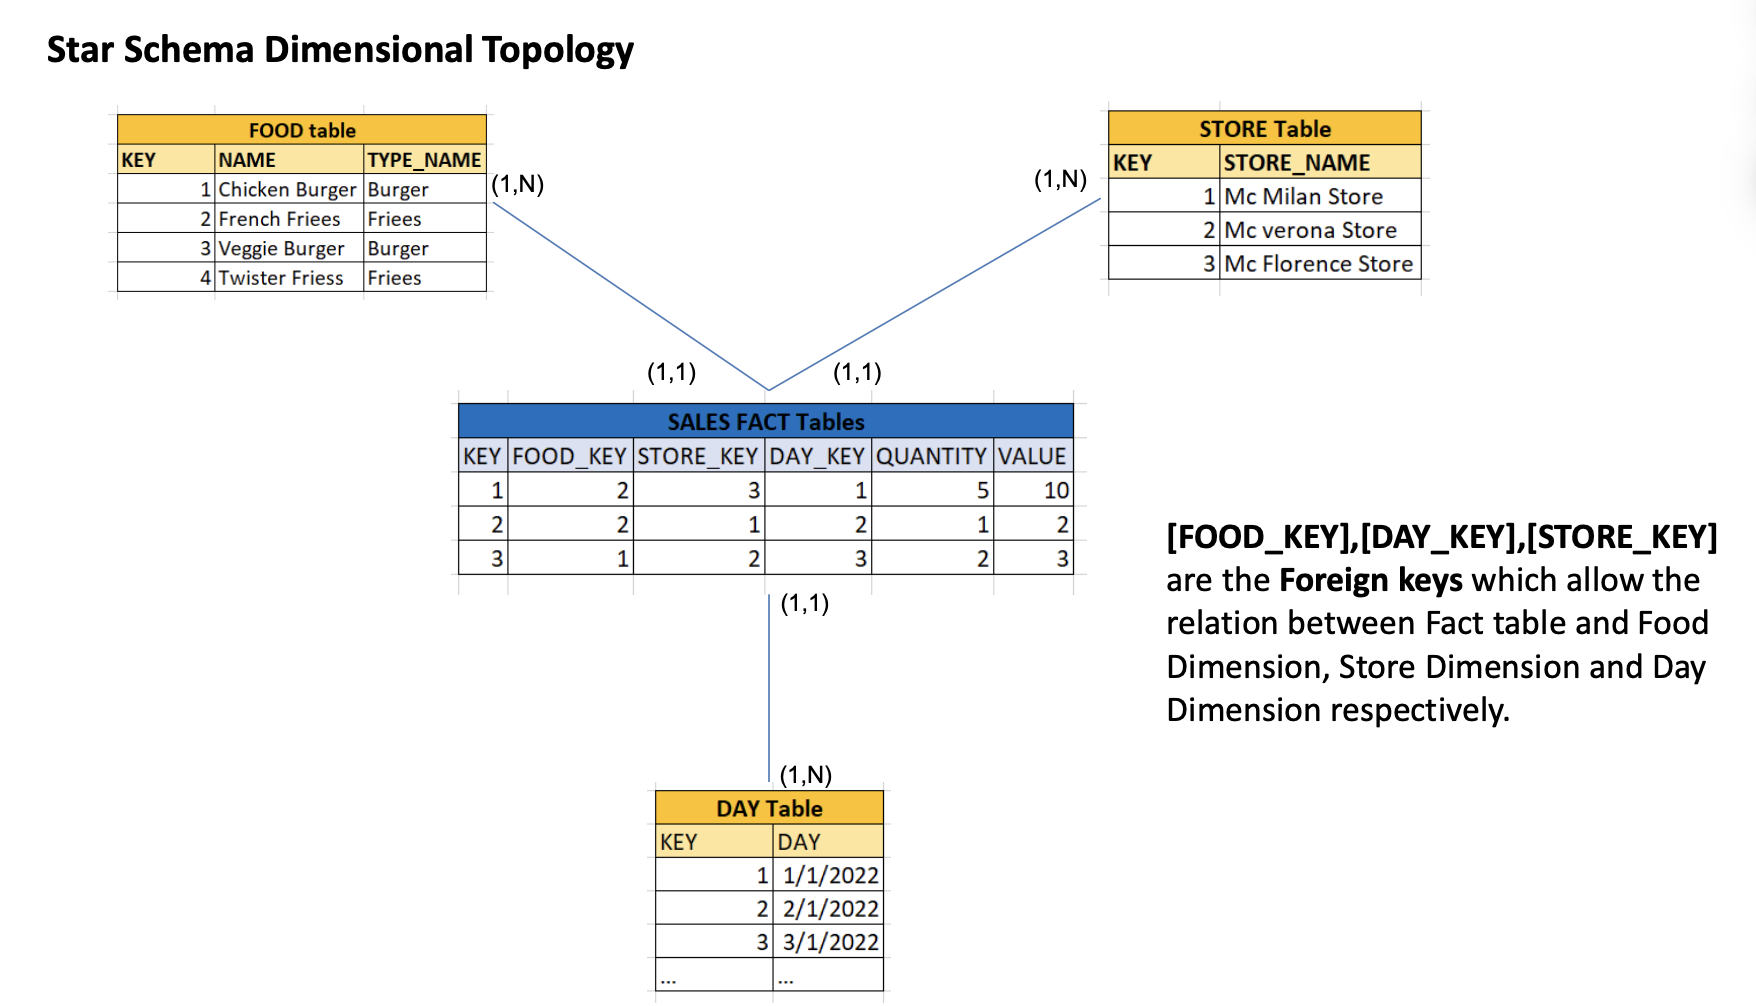 Star Schema Dimensional Topology
FOOD table
KEY NAME TYPE_NAME
1 Chicken Burger Burger
2 French Friees Friees
3 Veggie Burger Burger
4 Twister Friess Friees
(1,N)
STORE Table
KEY STORE_NAME
1 Mc Milan Store
2 Mc verona Store
3 Mc Florence Store
(1,N)
(1,1)
(1,1)
SALES FACT Tables
KEY FOOD_KEY STORE_KEY DAY_KEY QUANTITY VALUE
1 2 3 1 5 10
2 2 1 2 1 2
3 1 2 3 2 3
(1,1)
[FOOD_KEY],[DAY_KEY],[STORE_KEY]
are the Foreign keys which allow the
relation between Fact table and Food
Dimension, Store Dimension and Day
Dimension respectively.
(1,N)
DAY Table
KEY DAY
1 1/1/2022
2 2/1/2022
3 3/1/2022
... ...